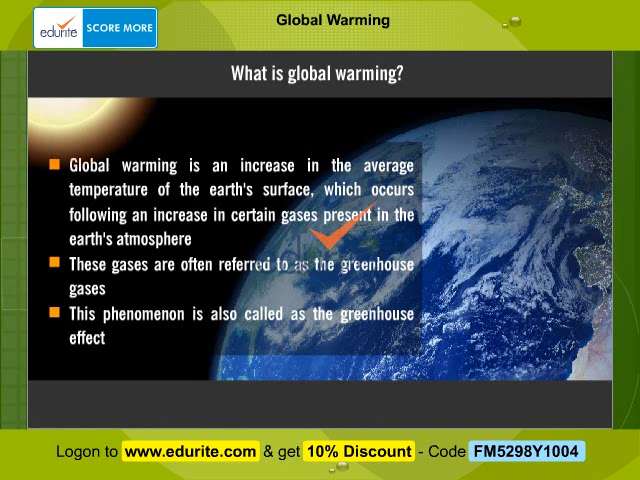 Global Warming
edurite SCORE MORE
What is global warming?
Global warming is an increase in the average
temperature of the earth's surface, which occurs
following an increase in certain gases present in the
earth's atmosphere
These gases are often referred to as the greenhouse
gases
This phenomenon is also called as the greenhouse
effect
Logon to www.edurite.com & get 10% Discount - Code FM5298Y1004